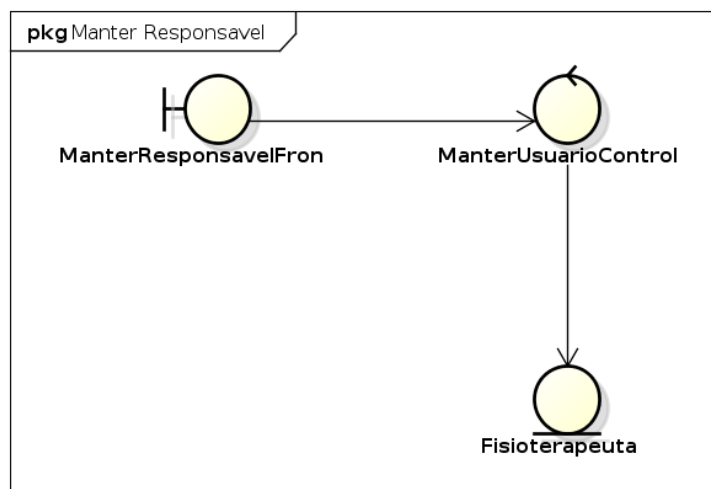 pkg Manter Responsavel
ManterResponsavelFron
ManterUsuarioControl
Fisioterapeuta